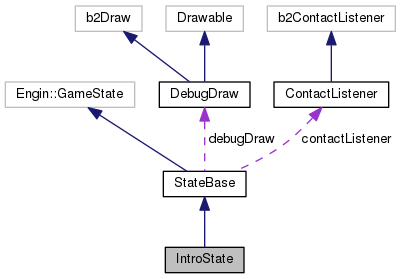 b2Draw
Drawable
b2ContactListener
Engin::GameState
DebugDraw
ContactListener
debugDraw
contactListener
StateBase
IntroState